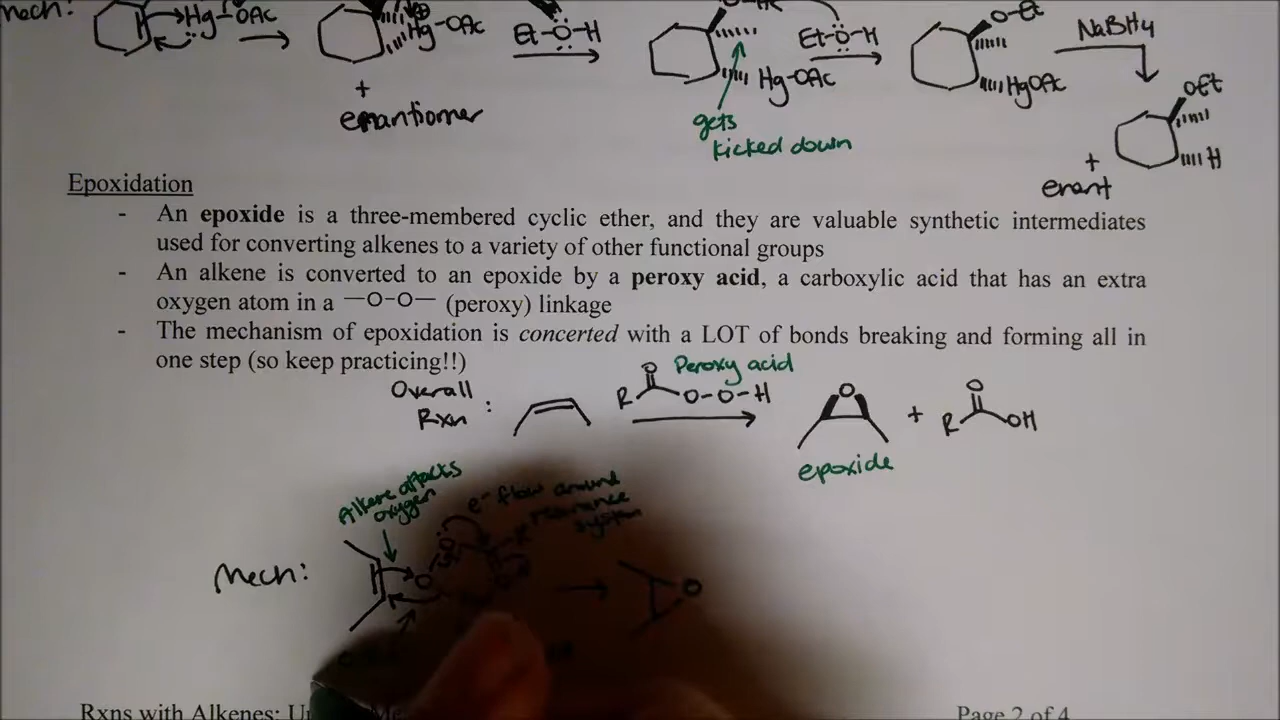 Mech:
Hg-OAc
Hg-OAc
+
enantiomer
Et-O-H
Hg-OAc
gets
kicked down
Et-O-H
O-Et
HgOAc
NaBH4
OEt
H
+
enant
Epoxidation
- An epoxide is a three-membered cyclic ether, and they are valuable synthetic intermediates
used for converting alkenes to a variety of other functional groups
- An alkene is converted to an epoxide by a peroxy acid, a carboxylic acid that has an extra
oxygen atom in a —O-O— (peroxy) linkage
- The mechanism of epoxidation is concerted with a LOT of bonds breaking and forming all in
one step (so keep practicing!!)
Peroxy acid
Overall
Rxn :
R O O-O-H
O
+ R O OH
epoxide
Alkene attacks
oxygen
e- flow around
resonance
system
Mech:
O
O
Rxns with Alkenes:
Page 2 of 4